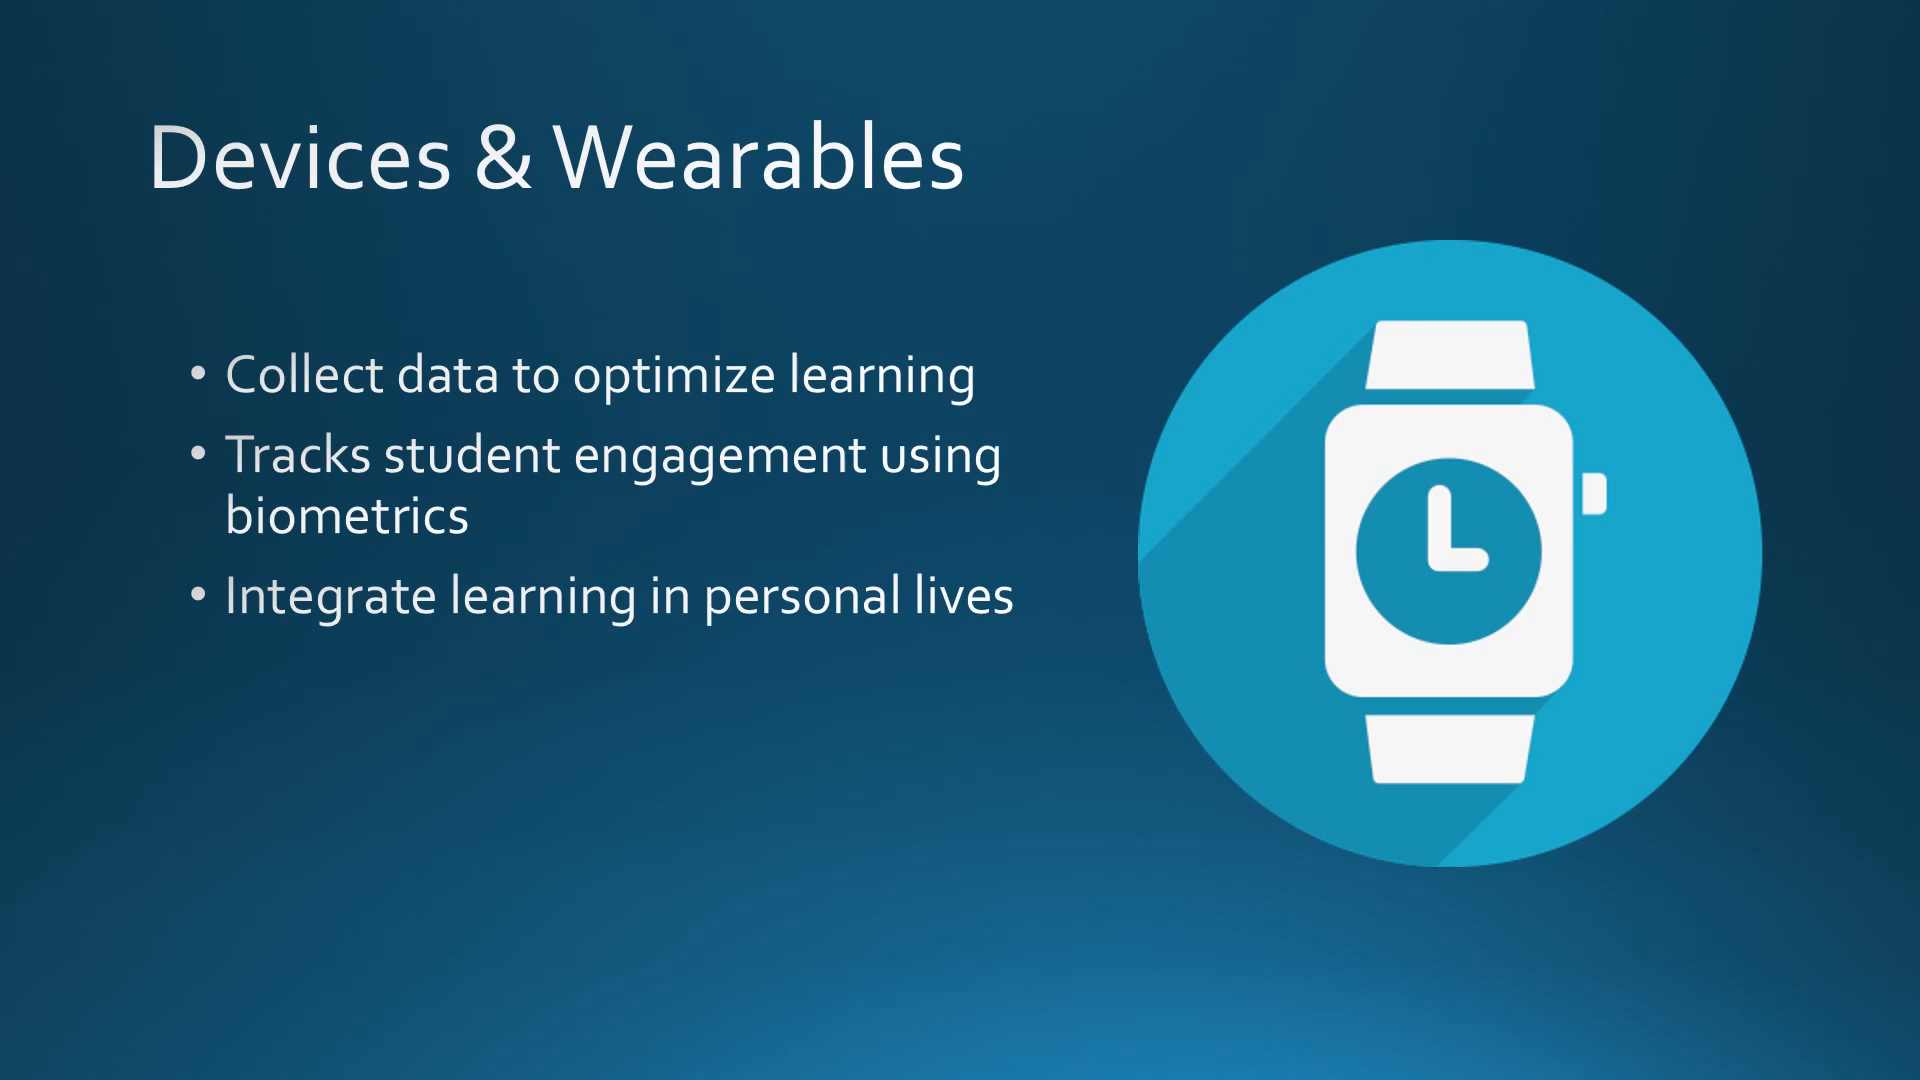 Devices & Wearables
• Collect data to optimize learning
• Tracks student engagement using
biometrics
• Integrate learning in personal lives